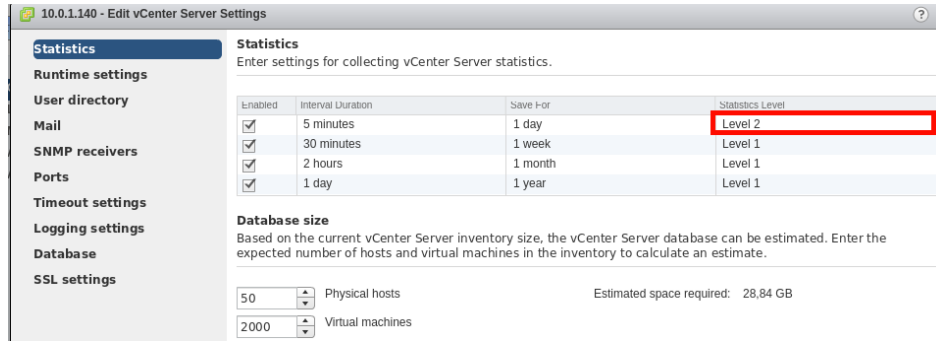 10.0.1.140 - Edit vCenter Server Settings ?
Statistics
Runtime settings
User directory
Mail
SNMP receivers
Ports
Timeout settings
Logging settings
Database
SSL settings
Statistics
Enter settings for collecting vCenter Server statistics.
Enabled Interval Duration Save For Statistics Level
5 minutes 1 day Level 2
30 minutes 1 week Level 1
2 hours 1 month Level 1
1 day 1 year Level 1
Database size
Based on the current vCenter Server inventory size, the vCenter Server database can be estimated. Enter the
expected number of hosts and virtual machines in the inventory to calculate an estimate.
50 Physical hosts Estimated space required: 28,84 GB
2000 Virtual machines